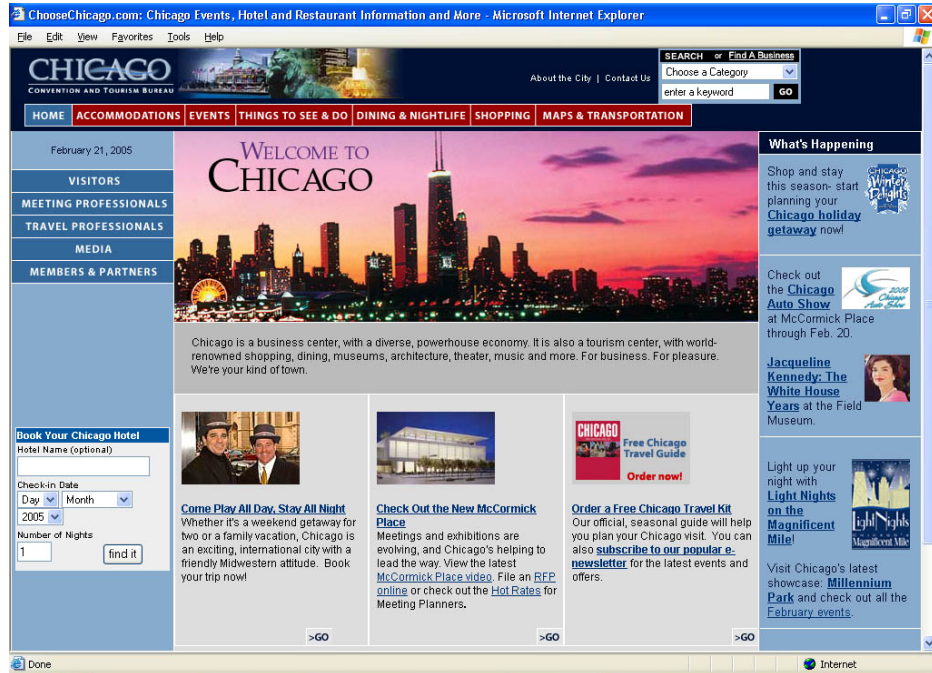 ChooseChicago.com: Chicago Events, Hotel and Restaurant Information and More - Microsoft Internet Explorer
File Edit View Favorites Tools Help
CHICAGO
CONVENTION AND TOURISM BUREAU
About the City | Contact Us
SEARCH or Find A Business
Choose a Category
enter a keyword GO
HOME ACCOMMODATIONS EVENTS THINGS TO SEE & DO DINING & NIGHTLIFE SHOPPING MAPS & TRANSPORTATION
February 21, 2005
VISITORS
MEETING PROFESSIONALS
TRAVEL PROFESSIONALS
MEDIA
MEMBERS & PARTNERS
Book Your Chicago Hotel
Hotel Name (optional)
Check-in Date
Day Month
2005
Number of Nights
1 find it
WELCOME TO
CHICAGO
Chicago is a business center, with a diverse, powerhouse economy. It is also a tourism center, with world-
renowned shopping, dining, museums, architecture, theater, music and more. For business. For pleasure.
We're your kind of town.
Come Play All Day, Stay All Night
Whether it's a weekend getaway for
two or a family vacation, Chicago is
an exciting, international city with a
friendly Midwestern attitude. Book
your trip now!
>GO
Check Out the New McCormick
Place
Meetings and exhibitions are
evolving, and Chicago's helping to
lead the way. View the latest
McCormick Place video. File an RFP
online or check out the Hot Rates for
Meeting Planners.
>GO
CHICAGO
Free Chicago
Travel Guide
Order now!
Order a Free Chicago Travel Kit
Our official, seasonal guide will help
you plan your Chicago visit. You can
also subscribe to our popular e-
newsletter for the latest events and
offers.
>GO
What's Happening
Shop and stay
this season- start
planning your
Chicago holiday
getaway now!
CHICAGO
Winter
Delights
Check out
the Chicago
Auto Show
at McCormick Place
through Feb. 20.
2005
Chicago
Auto Show
Jacqueline
Kennedy: The
White House
Years at the Field
Museum.
Light up your
night with
Light Nights
on the
Magnificent
Mile!
Light Nights
Magnificent Mile
Visit Chicago's latest
showcase: Millennium
Park and check out all the
February events.
Done
Internet